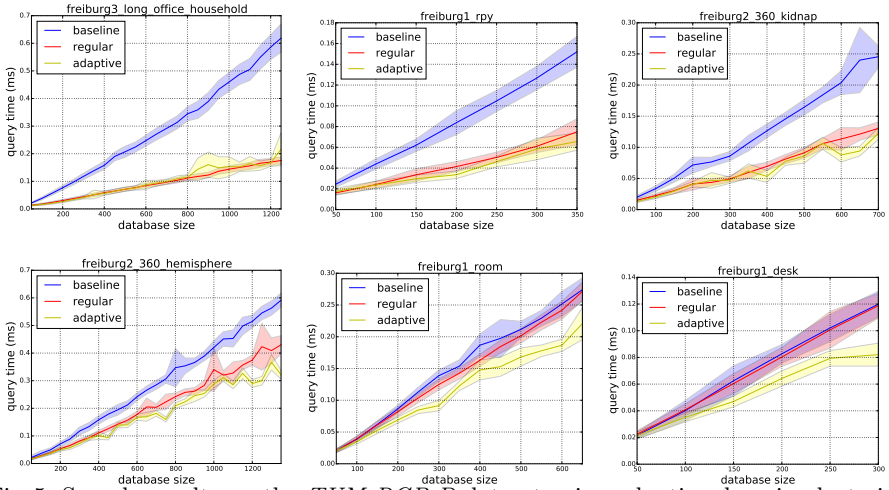 freiburg3_long_office_household
query time (ms)
0.7
0.6
0.5
0.4
0.3
0.2
0.1
0.0
baseline
regular
adaptive
200 400 600 800 1000 1200
database size
freiburg1_rpy
query time (ms)
0.18
0.16
0.14
0.12
0.10
0.08
0.06
0.04
0.02
0.00
baseline
regular
adaptive
50 100 150 200 250 300 350
database size
freiburg2_360_kidnap
query time (ms)
0.30
0.25
0.20
0.15
0.10
0.05
0.00
baseline
regular
adaptive
100 200 300 400 500 600 700
database size
freiburg2_360_hemisphere
query time (ms)
0.7
0.6
0.5
0.4
0.3
0.2
0.1
0.0
baseline
regular
adaptive
200 400 600 800 1000 1200
database size
freiburg1_room
query time (ms)
0.30
0.25
0.20
0.15
0.10
0.05
0.00
baseline
regular
adaptive
100 200 300 400 500 600
database size
freiburg1_desk
query time (ms)
0.14
0.12
0.10
0.08
0.06
0.04
0.02
0.00
baseline
regular
adaptive
50 100 150 200 250 300
database size